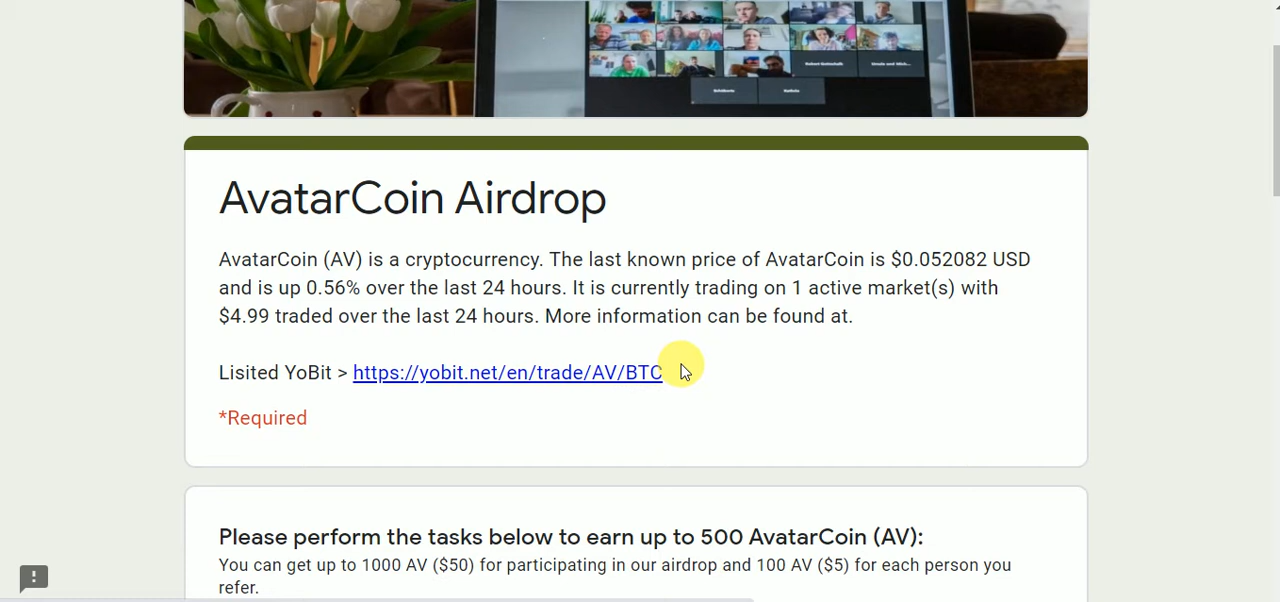 AvatarCoin Airdrop
AvatarCoin (AV) is a cryptocurrency. The last known price of AvatarCoin is $0.052082 USD
and is up 0.56% over the last 24 hours. It is currently trading on 1 active market(s) with
$4.99 traded over the last 24 hours. More information can be found at.
Lisited YoBit > https://yobit.net/en/trade/AV/BTC
*Required
Please perform the tasks below to earn up to 500 AvatarCoin (AV):
You can get up to 1000 AV ($50) for participating in our airdrop and 100 AV ($5) for each person you
refer.